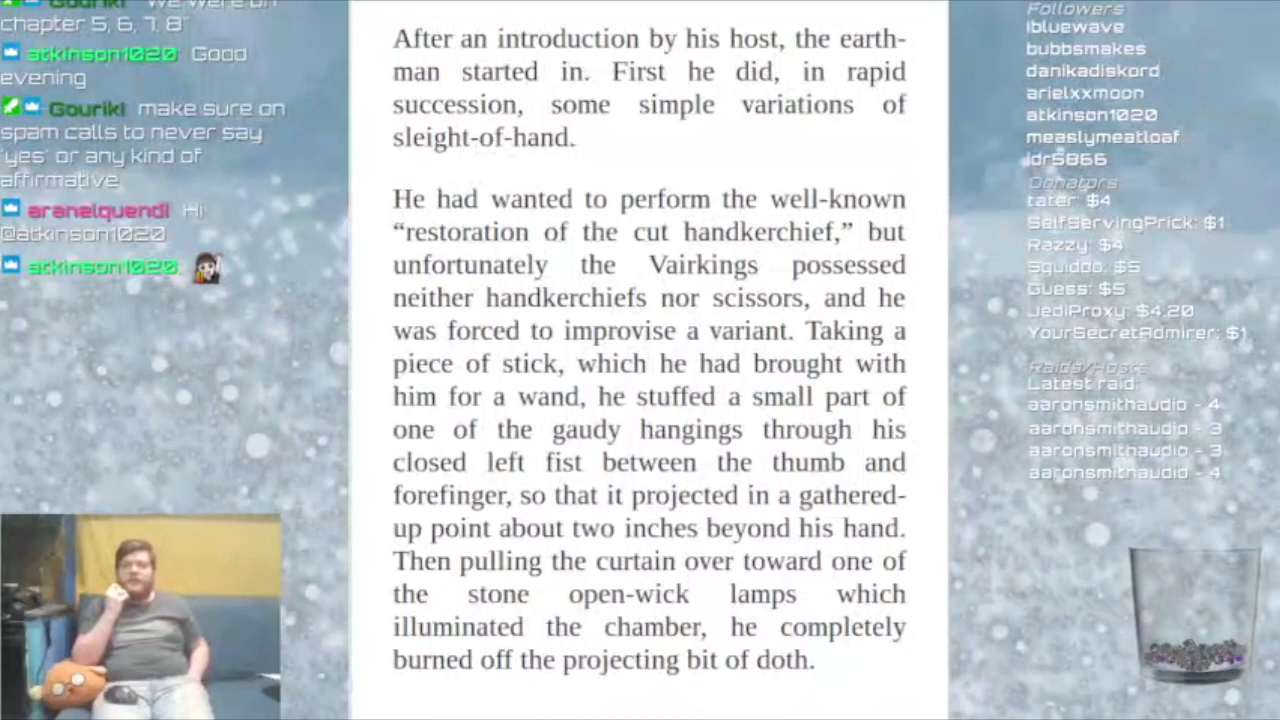 Gouriki We were on
chapter 5, 6, 7, 8"
atkinson1020 Good
evening
Gouriki make sure on
spam calls to never say
'yes' or any kind of
affirmative
aranelquendi Hi
@atkinson1020
atkinson1020
After an introduction by his host, the earth-
man started in. First he did, in rapid
succession, some simple variations of
sleight-of-hand.
He had wanted to perform the well-known
“restoration of the cut handkerchief,” but
unfortunately the Vairkings possessed
neither handkerchiefs nor scissors, and he
was forced to improvise a variant. Taking a
piece of stick, which he had brought with
him for a wand, he stuffed a small part of
one of the gaudy hangings through his
closed left fist between the thumb and
forefinger, so that it projected in a gathered-
up point about two inches beyond his hand.
Then pulling the curtain over toward one of
the stone open-wick lamps which
illuminated the chamber, he completely
burned off the projecting bit of doth.
Followers
ibluewave
bubbsmakes
danikadiskord
arielxxmoon
atkinson1020
measlymeatloaf
idr5866
Donators
tater: $4
SelfServingPrick: $1
Razzy: $4
Squidoo: $5
Guess: $5
JediProxy: $4.20
YourSecretAdmirer: $1
Raids/Hosts
Latest raid:
aaronsmithaudio - 4
aaronsmithaudio - 3
aaronsmithaudio - 3
aaronsmithaudio - 4